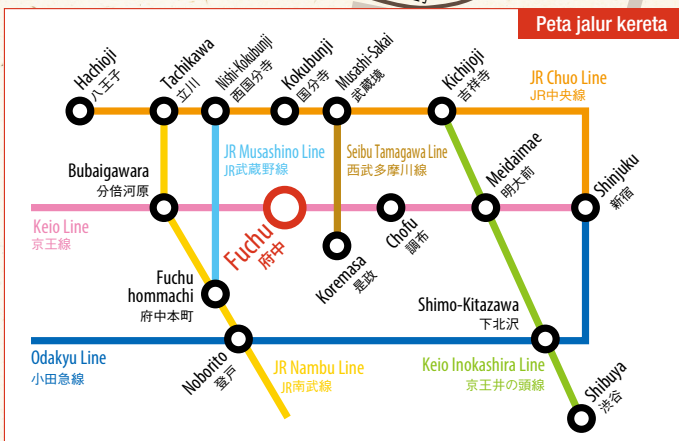 Peta jalur kereta
Hachioji
八王子
Tachikawa
立川
Nishi-Kokubunji
西国分寺
Kokubunji
国分寺
Musashi-Sakai
武蔵境
Kichijoji
吉祥寺
JR Chuo Line
JR中央線
Bubaigawara
分倍河原
JR Musashino Line
JR武蔵野線
Seibu Tamagawa Line
西武多摩川線
Meidaimae
明大前
Shinjuku
新宿
Keio Line
京王線
Fuchu
府中
Chofu
調布
Koremasa
是政
Fuchu
hommachi
府中本町
Shimo-Kitazawa
下北沢
Odakyu Line
小田急線
Noborito
登戸
JR Nambu Line
JR南武線
Keio Inokashira Line
京王井の頭線
Shibuya
渋谷